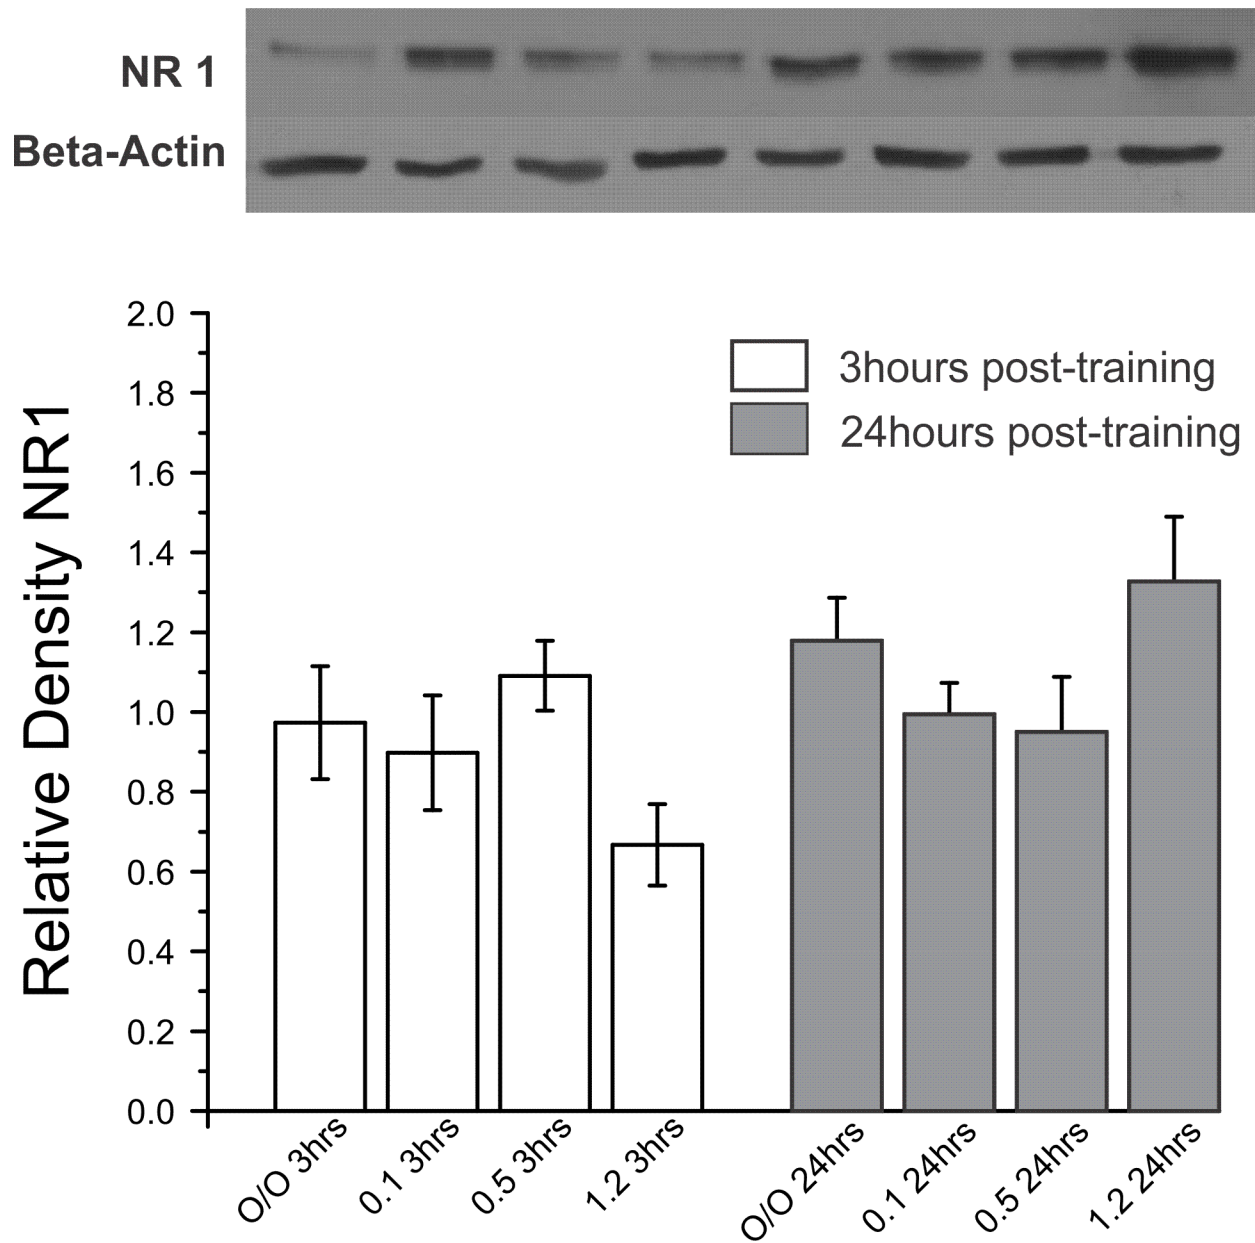 NR 1
Beta-Actin
2.0
1.8
1.6
1.4
1.2
1.0
0.8
0.6
0.4
0.2
0.0
Relative Density NR1
3hours post-training
24hours post-training
O/O 3hrs
0.1 3hrs
0.5 3hrs
1.2 3hrs
O/O 24hrs
0.1 24hrs
0.5 24hrs
1.2 24hrs